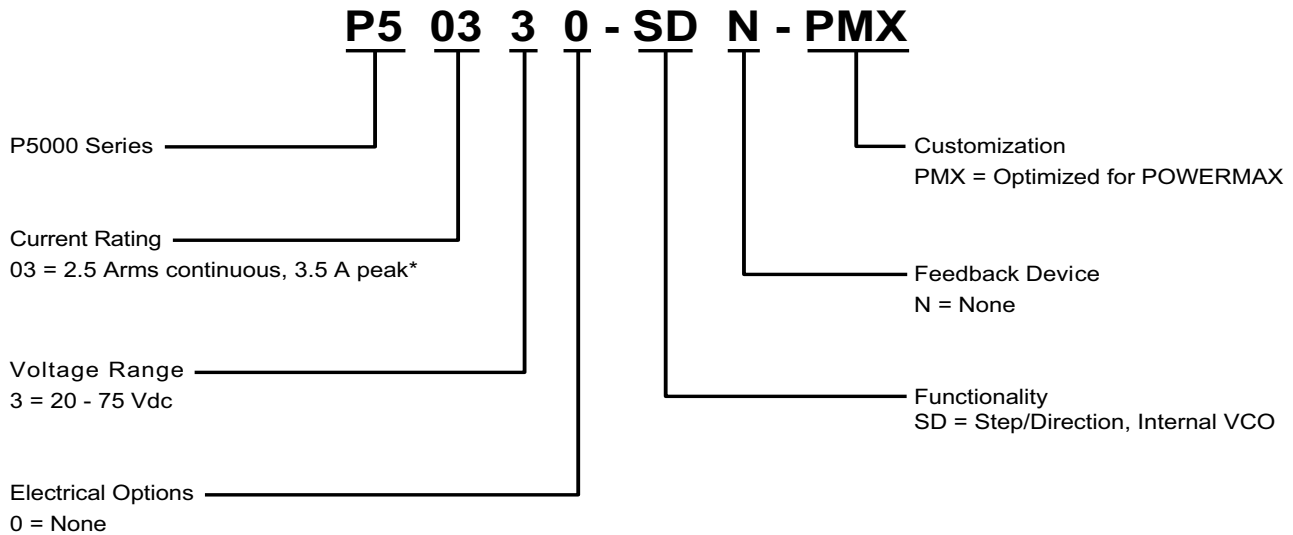 P5 03 3 0 - SD N - PMX
P5000 Series
Current Rating
03 = 2.5 Arms continuous, 3.5 A peak*
Voltage Range
3 = 20 - 75 Vdc
Electrical Options
0 = None
Customization
PMX = Optimized for POWERMAX
Feedback Device
N = None
Functionality
SD = Step/Direction, Internal VCO